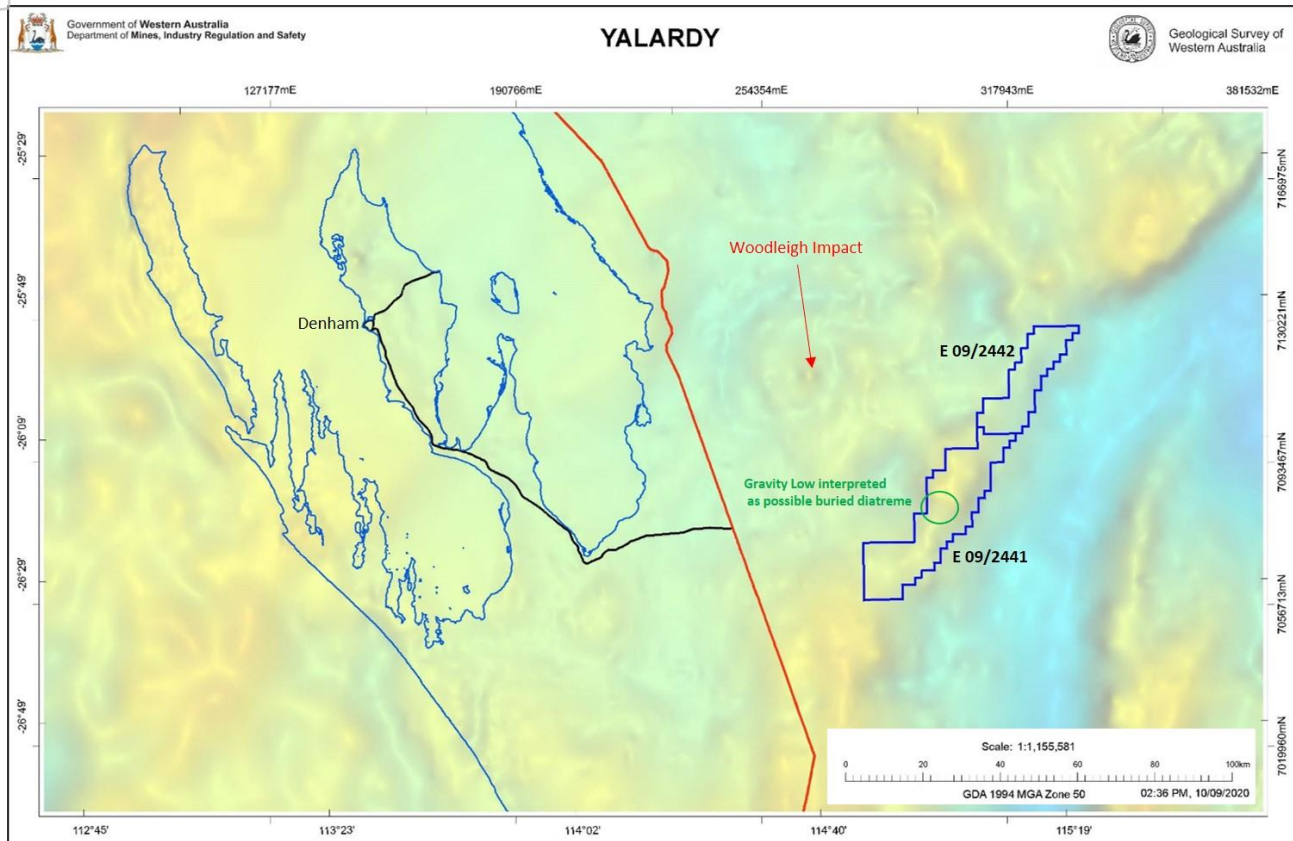 Government of Western Australia
Department of Mines, Industry Regulation and Safety
YALARDY
Geological Survey of
Western Australia
127177mE
190766mE
254354mE
317943mE
381532mE
-25°29'
-25°49'
-26°09'
-26°29'
-26°49'
7166975mN
7130221mN
7093467mN
7056713mN
7019960mN
Woodleigh Impact
Denham
E 09/2442
Gravity Low interpreted
as possible buried diatreme
E 09/2441
Scale: 1:1,155,581
0 20 40 60 80 100km
GDA 1994 MGA Zone 50
02:36 PM, 10/09/2020
112°45'
113°23'
114°02'
114°40'
115°19'